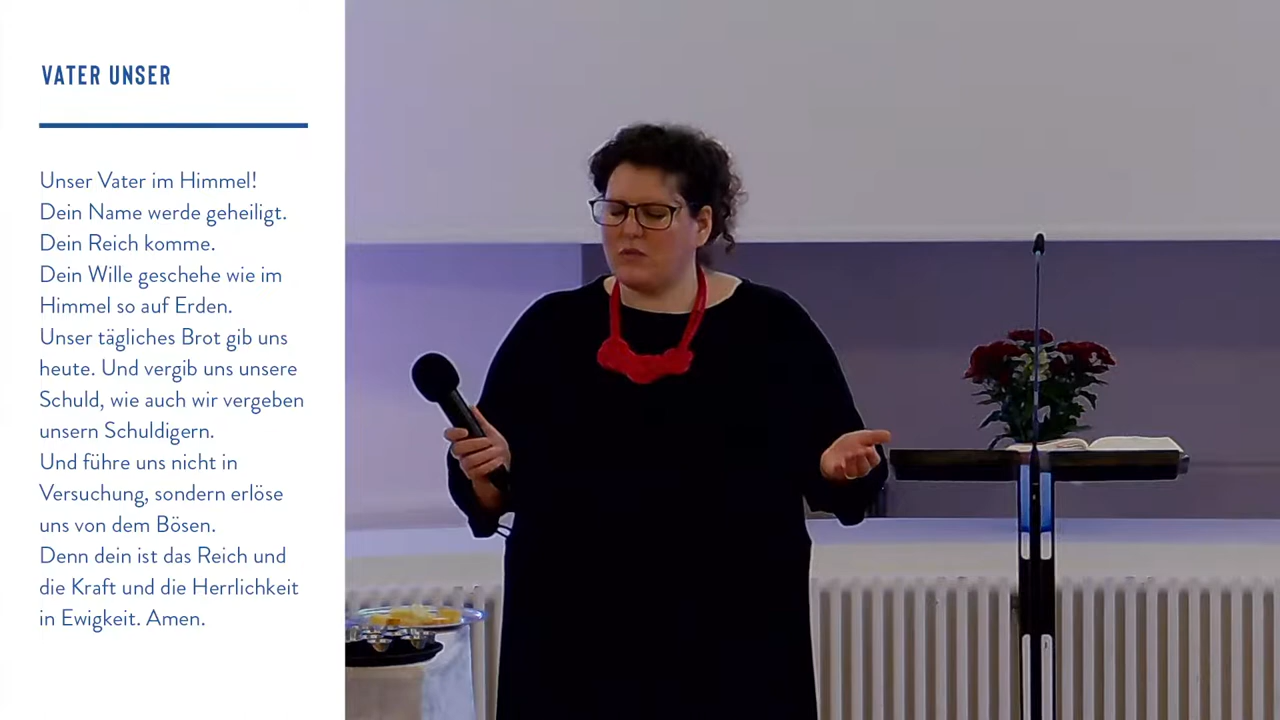 VATER UNSER
Unser Vater im Himmel!
Dein Name werde geheiligt.
Dein Reich komme.
Dein Wille geschehe wie im
Himmel so auf Erden.
Unser tägliches Brot gib uns
heute. Und vergib uns unsere
Schuld, wie auch wir vergeben
unsern Schuldigern.
Und führe uns nicht in
Versuchung, sondern erlöse
uns von dem Bösen.
Denn dein ist das Reich und
die Kraft und die Herrlichkeit
in Ewigkeit. Amen.